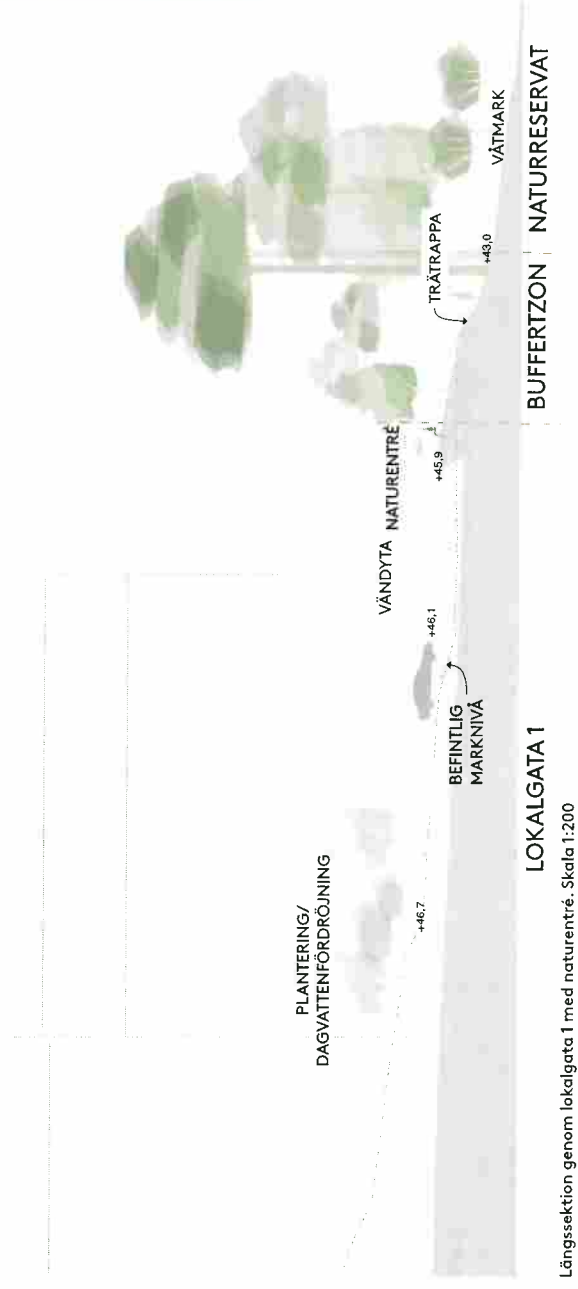 PLANTERING/
DAGVATTENFÖRDRÖJNING
+46,7
BEFINTLIG
MARKNIVÅ
+46,1
VÄNDYTA
NATURENTRÉ
+45,9
TRÄTRAPPA
+43,0
VÅTMARK
LOKALGATA 1
BUFFERTZON
NATURRESERVAT
Längssektion genom lokalgata 1 med naturentré. Skala 1:200